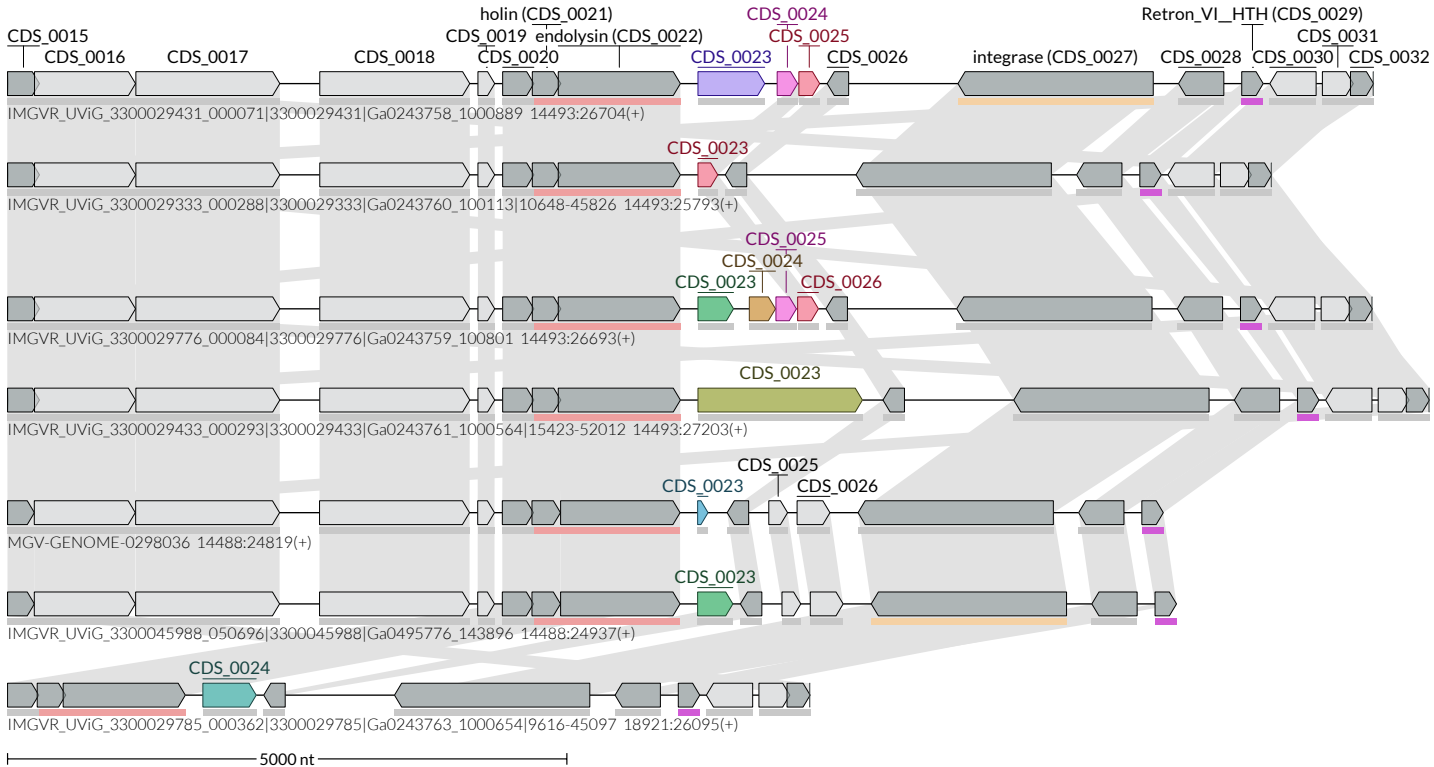 holin (CDS_0021) CDS_0024 Retron_VI__HTH (CDS_0029)
CDS_0015 CDS_0019 endolysin (CDS_0022) CDS_0025 CDS_0031
CDS_0016 CDS_0017 CDS_0018 CDS_0020 CDS_0023 CDS_0026 integrase (CDS_0027) CDS_0028 CDS_0030 CDS_0032
IMGVR_UViG_3300029431_000071|3300029431|Ga0243758_1000889 14493:26704(+)
CDS_0023
IMGVR_UViG_3300029333_000288|3300029333|Ga0243760_100113|10648-45826 14493:25793(+)
CDS_0025
CDS_0024
CDS_0023 CDS_0026
IMGVR_UViG_3300029776_000084|3300029776|Ga0243759_100801 14493:26693(+)
CDS_0023
IMGVR_UViG_3300029433_000293|3300029433|Ga0243761_1000564|15423-52012 14493:27203(+)
CDS_0025
CDS_0023 CDS_0026
MGV-GENOME-0298036 14488:24819(+)
CDS_0023
IMGVR_UViG_3300045988_050696|3300045988|Ga0495776_143896 14488:24937(+)
CDS_0024
IMGVR_UViG_3300029785_000362|3300029785|Ga0243763_1000654|9616-45097 18921:26095(+)
5000 nt